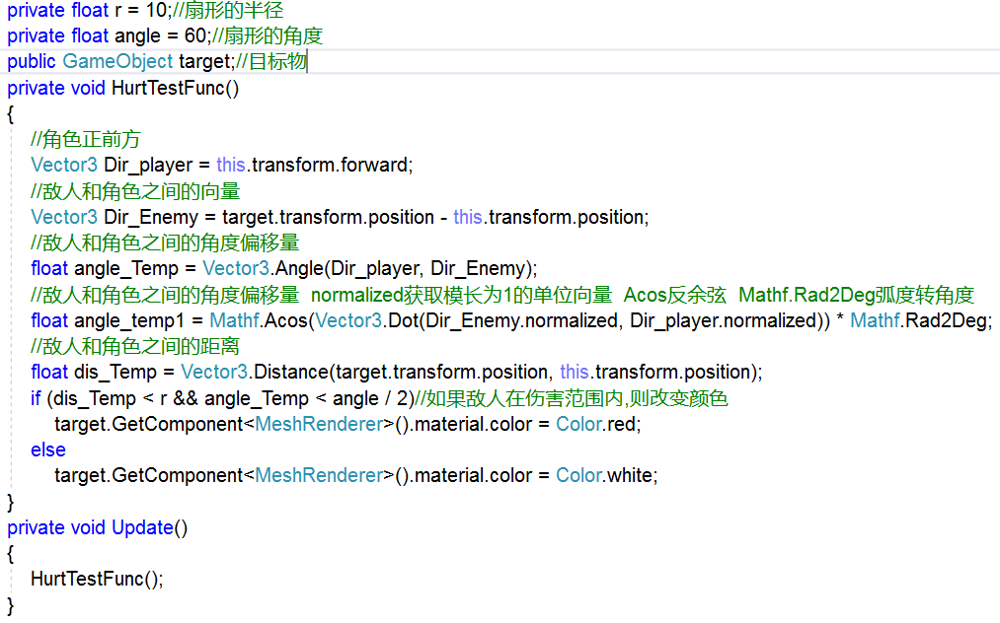 private float r = 10;//扇形的半径
private float angle = 60;//扇形的角度
public GameObject target;//目标物
private void HurtTestFunc()
{
//角色正前方
Vector3 Dir_player = this.transform.forward;
//敌人和角色之间的向量
Vector3 Dir_Enemy = target.transform.position - this.transform.position;
//敌人和角色之间的角度偏移量
float angle_Temp = Vector3.Angle(Dir_player, Dir_Enemy);
//敌人和角色之间的角度偏移量  normalized获取模长为1的单位向量  Acos反余弦  Mathf.Rad2Deg弧度转角度
float angle_temp1 = Mathf.Acos(Vector3.Dot(Dir_Enemy.normalized, Dir_player.normalized)) * Mathf.Rad2Deg;
//敌人和角色之间的距离
float dis_Temp = Vector3.Distance(target.transform.position, this.transform.position);
if (dis_Temp < r && angle_Temp < angle / 2)//如果敌人在伤害范围内,则改变颜色
target.GetComponent<MeshRenderer>().material.color = Color.red;
else
target.GetComponent<MeshRenderer>().material.color = Color.white;
}
private void Update()
{
HurtTestFunc();
}